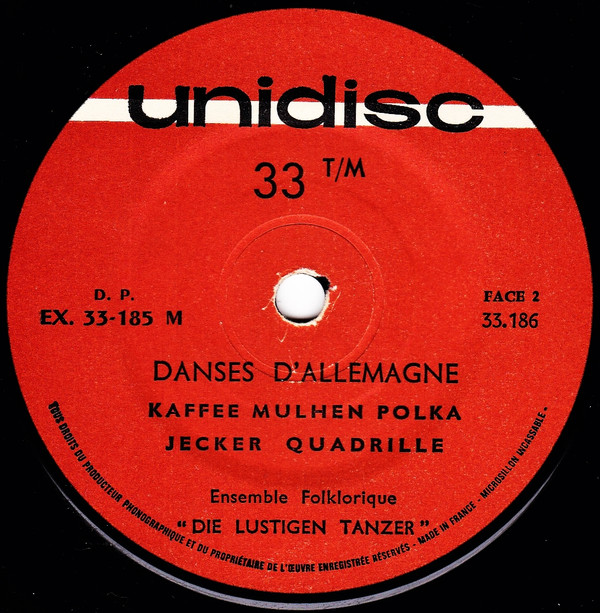 unidisc
33 T/M
D. P.
EX. 33-185 M
FACE 2
33.186
DANSES D'ALLEMAGNE
KAFFEE MULHEN POLKA
JECKER QUADRILLE
Ensemble Folklorique
“ DIE LUSTIGEN TANZER ”
TOUS DROITS DU PRODUCTEUR PHONOGRAPHIQUE ET DU PROPRIÉTAIRE DE L'ŒUVRE ENREGISTRÉE RÉSERVÉS - MADE IN FRANCE - MICROSILLON INCASSABLE -